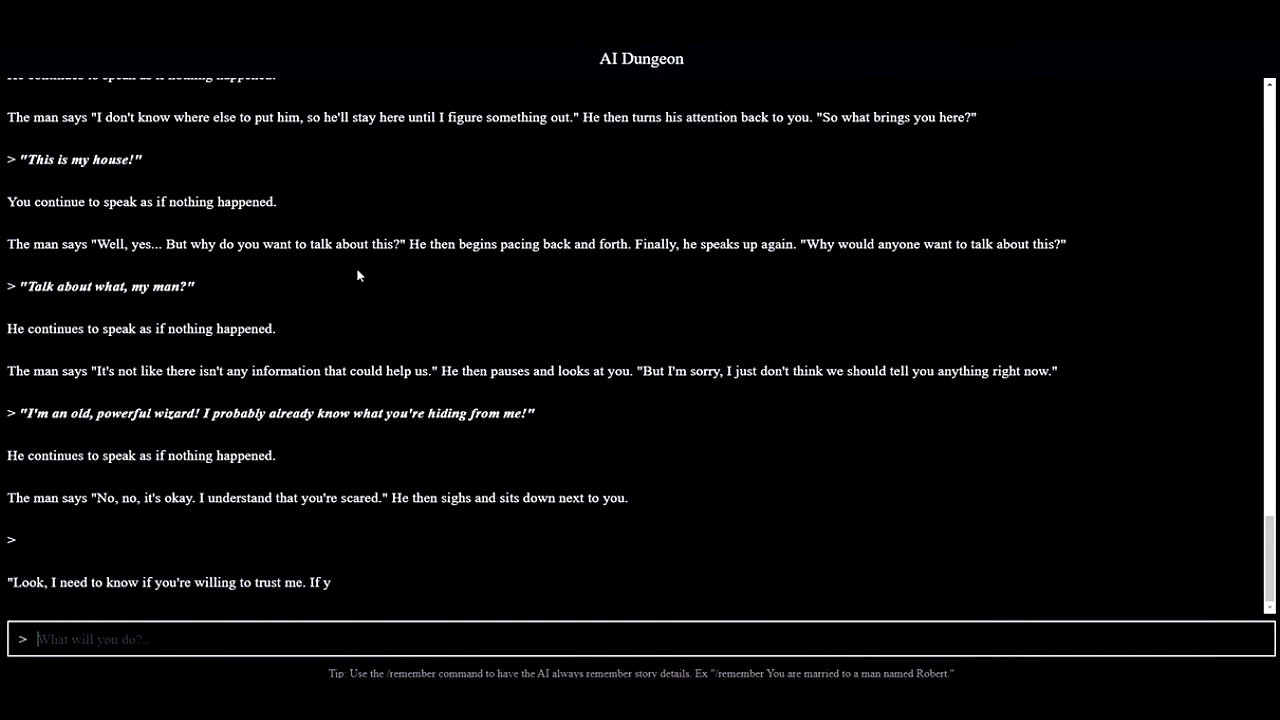 AI Dungeon
He continues to speak as if nothing happened.
The man says "I don't know where else to put him, so he'll stay here until I figure something out." He then turns his attention back to you. "So what brings you here?"
> "This is my house!"
You continue to speak as if nothing happened.
The man says "Well, yes... But why do you want to talk about this?" He then begins pacing back and forth. Finally, he speaks up again. "Why would anyone want to talk about this?"
> "Talk about what, my man?"
He continues to speak as if nothing happened.
The man says "It's not like there isn't any information that could help us." He then pauses and looks at you. "But I'm sorry, I just don't think we should tell you anything right now."
> "I'm an old, powerful wizard! I probably already know what you're hiding from me!"
He continues to speak as if nothing happened.
The man says "No, no, it's okay. I understand that you're scared." He then sighs and sits down next to you.
>
"Look, I need to know if you're willing to trust me. If y
> What will you do?..
Tip: Use the /remember command to have the AI always remember story details. Ex "/remember You are married to a man named Robert."